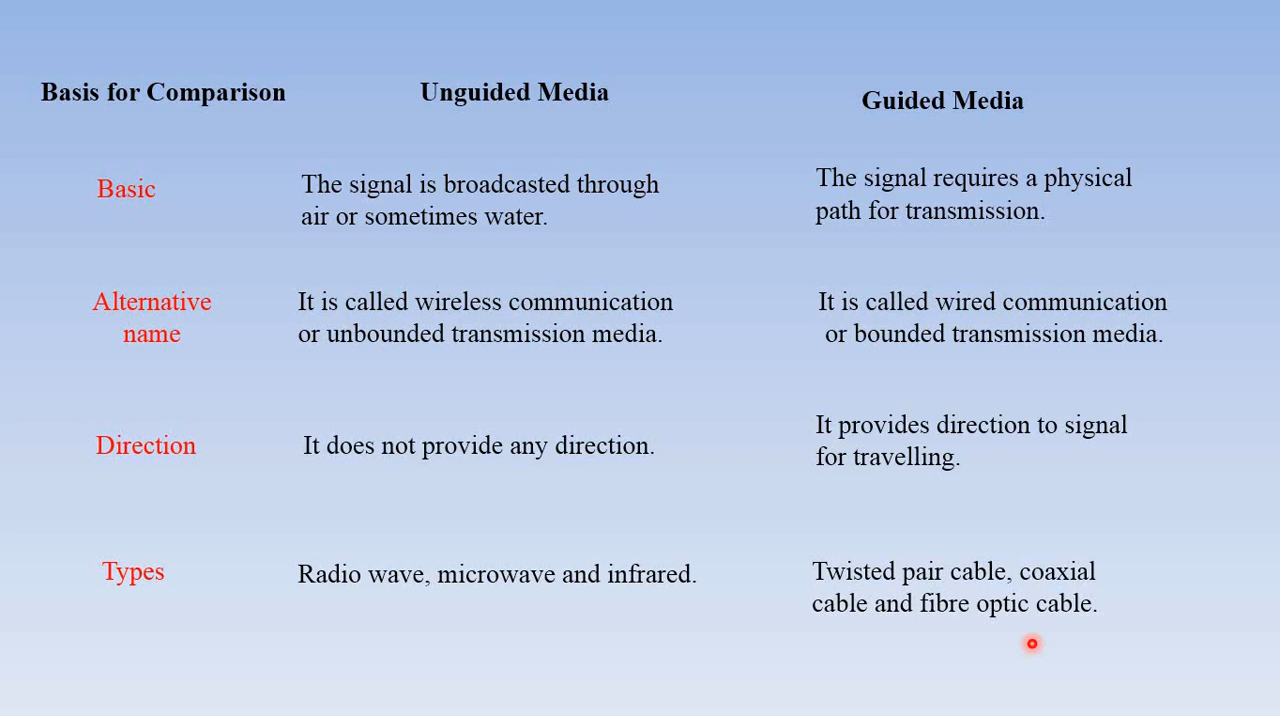 Basis for Comparison
Unguided Media
Guided Media
Basic
The signal is broadcasted through
air or sometimes water.
The signal requires a physical
path for transmission.
Alternative
name
It is called wireless communication
or unbounded transmission media.
It is called wired communication
or bounded transmission media.
Direction
It does not provide any direction.
It provides direction to signal
for travelling.
Types
Radio wave, microwave and infrared.
Twisted pair cable, coaxial
cable and fibre optic cable.